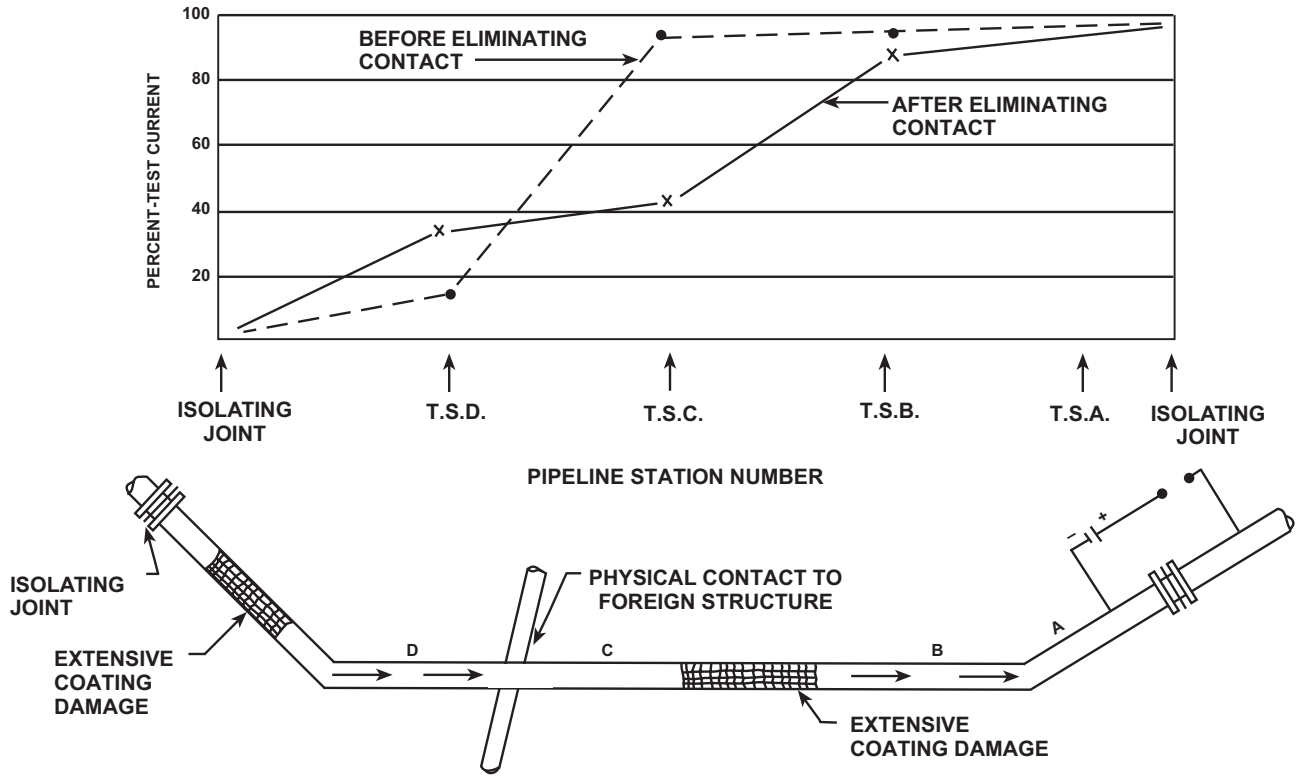 100
80
60
40
20
PERCENT-TEST CURRENT
BEFORE ELIMINATING
CONTACT
AFTER ELIMINATING
CONTACT
ISOLATING
JOINT
T.S.D.
T.S.C.
T.S.B.
T.S.A.
ISOLATING
JOINT
PIPELINE STATION NUMBER
ISOLATING
JOINT
EXTENSIVE
COATING
DAMAGE
D
PHYSICAL CONTACT TO
FOREIGN STRUCTURE
C
B
A
– +
EXTENSIVE
COATING DAMAGE